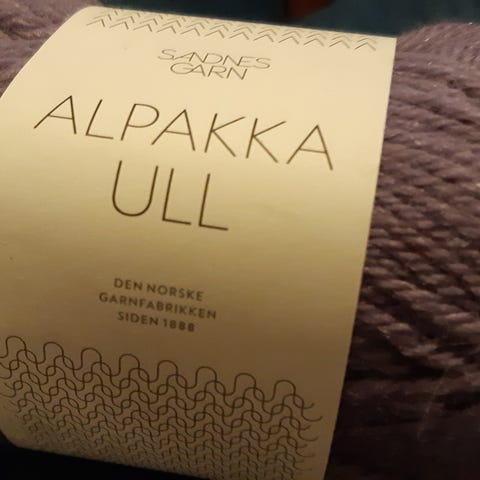 SANDNES
GARN
ALPAKKA
ULL
DEN NORSKE
GARNFABRIKKEN
SIDEN 1888